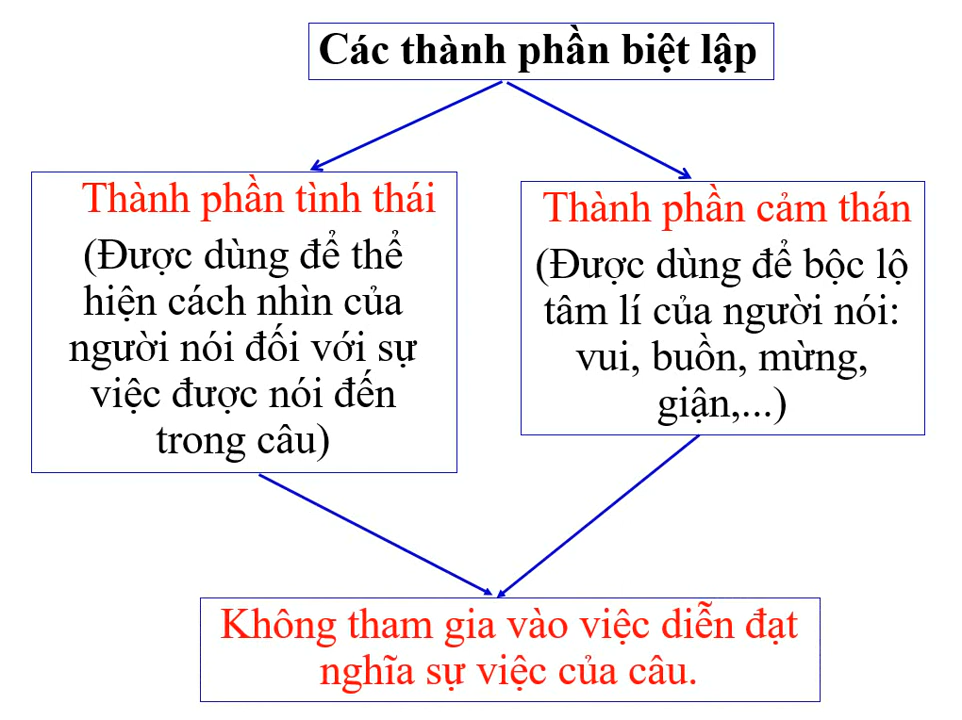 Các thành phần biệt lập
Thành phần tình thái
(Được dùng để thể
hiện cách nhìn của
người nói đối với sự
việc được nói đến
trong câu)
Thành phần cảm thán
(Được dùng để bộc lộ
tâm lí của người nói:
vui, buồn, mừng,
giận,...)
Không tham gia vào việc diễn đạt
nghĩa sự việc của câu.